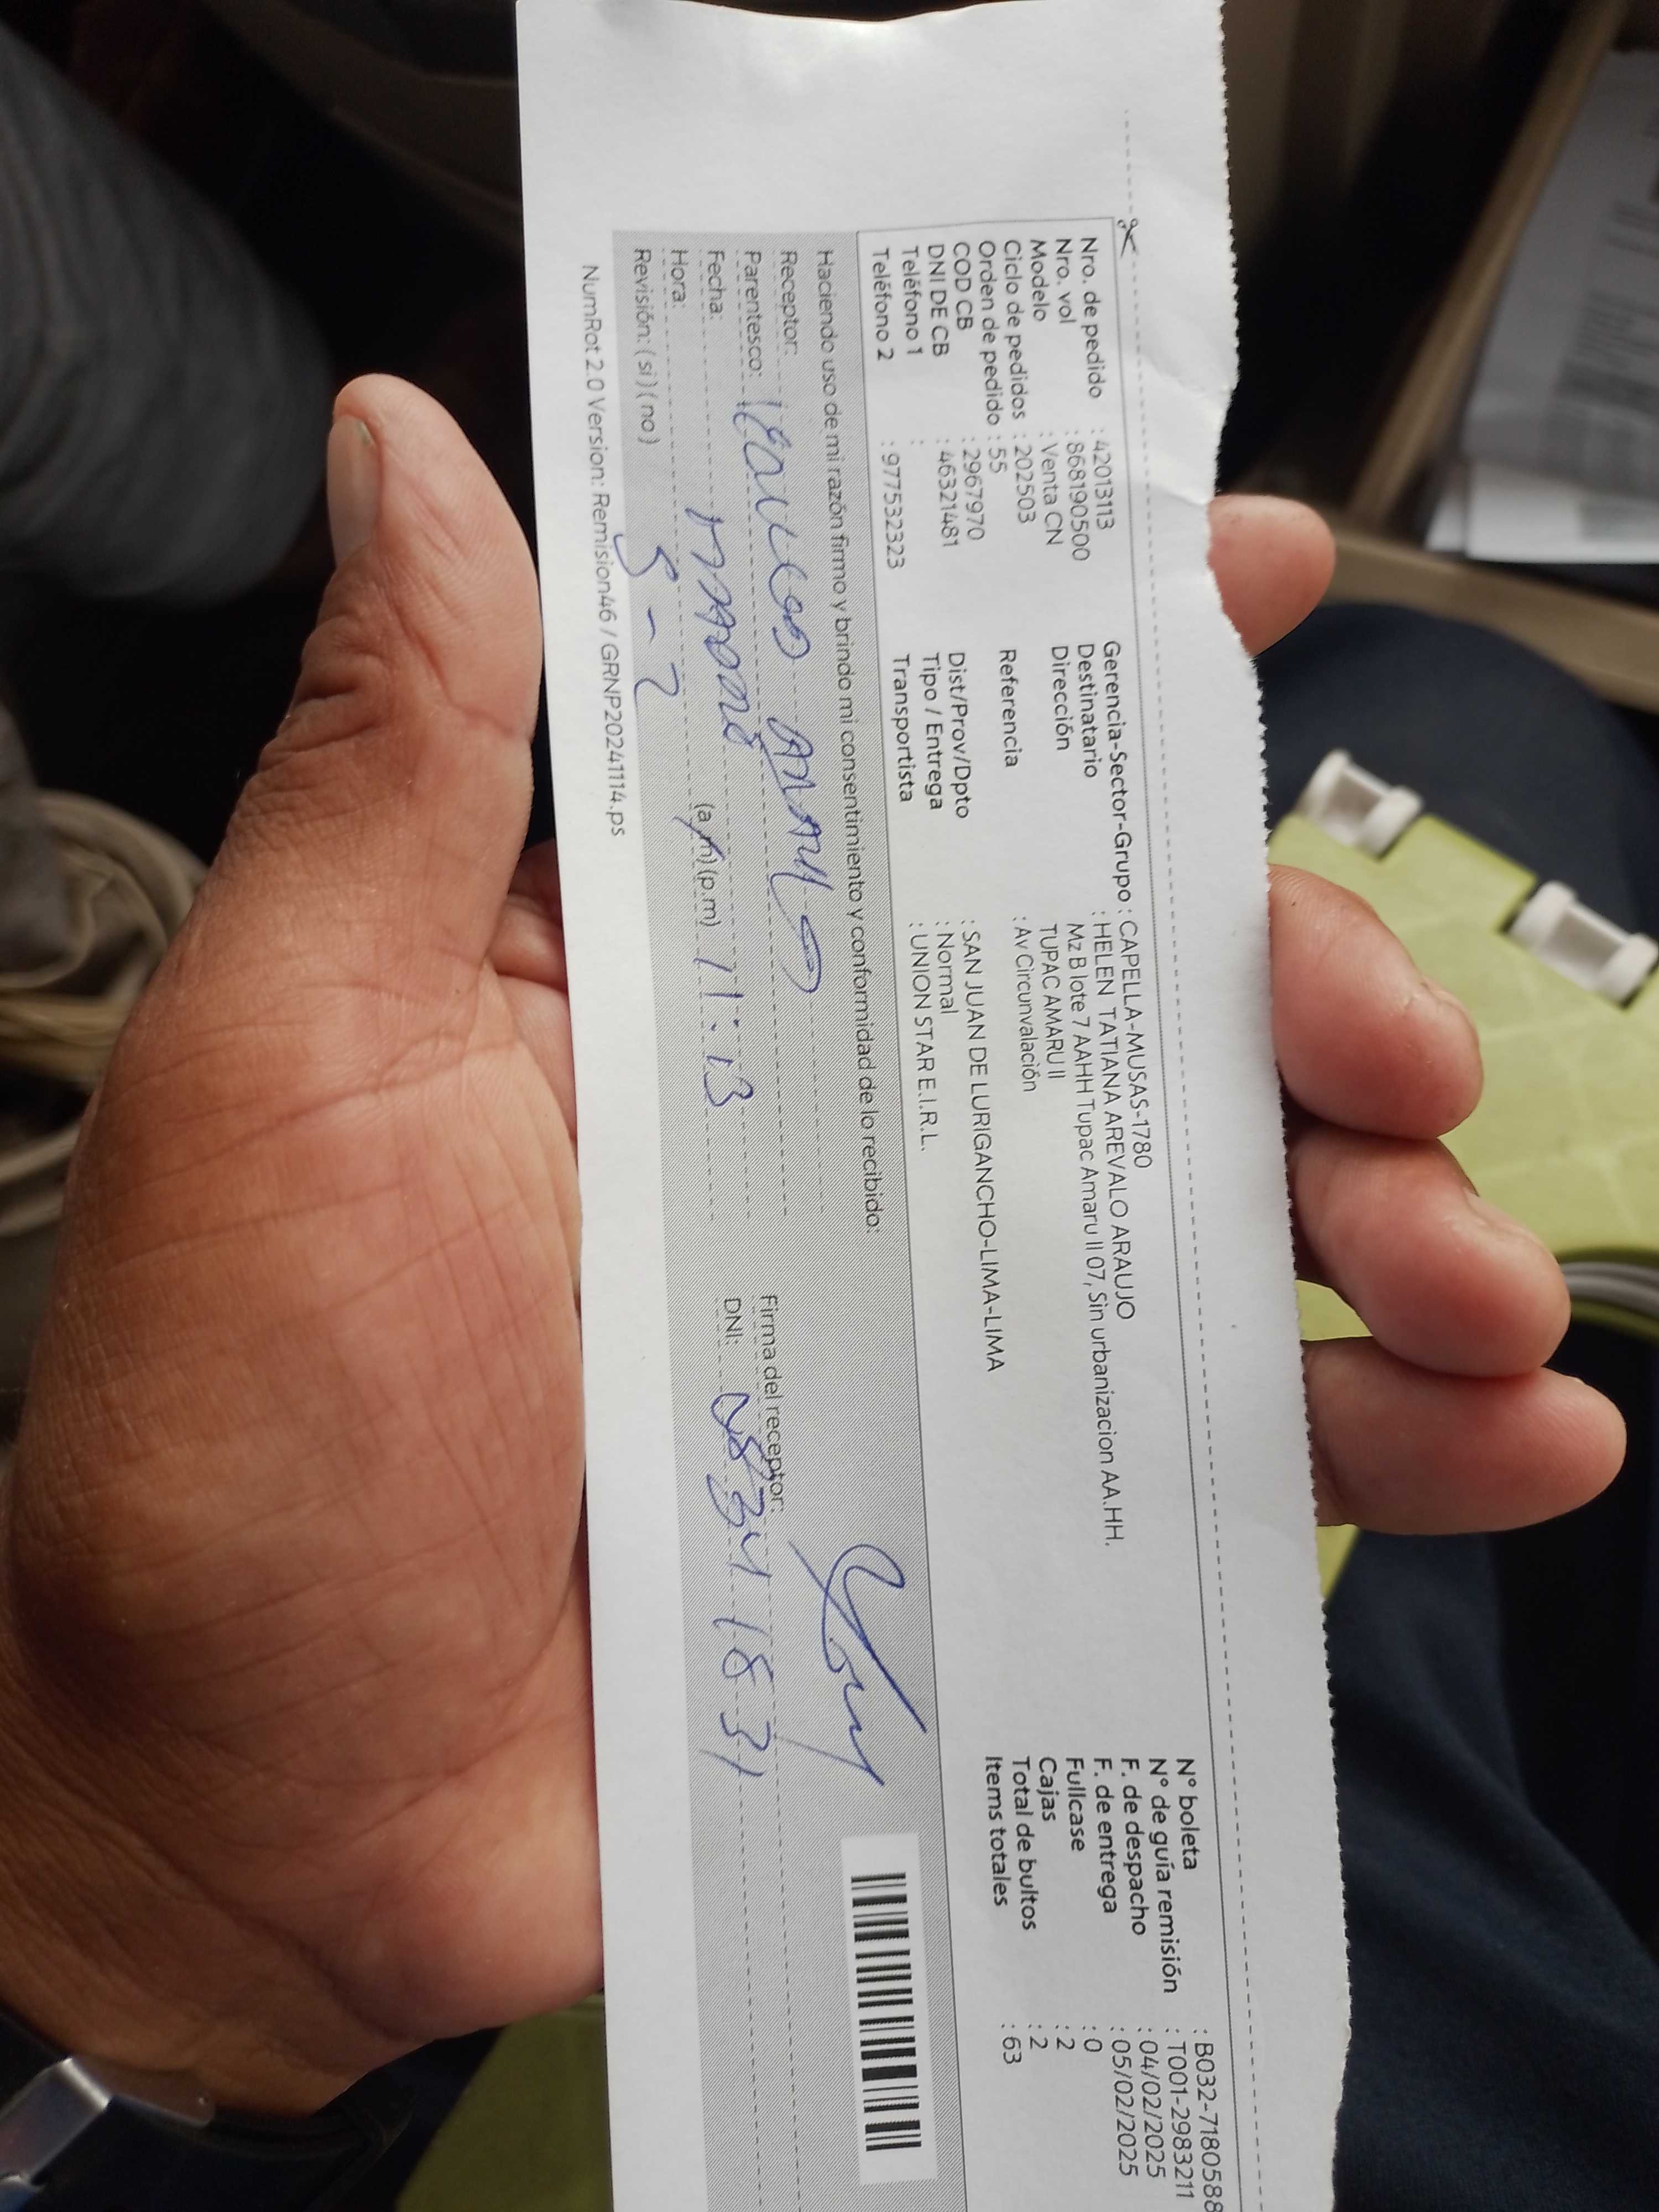 Nro. de pedido : 42013113
Nro. vol : 868190500
Modelo : Venta CN
Ciclo de pedidos : 202503
Orden de pedido : 55
COD CB : 2967970
DNI DE CB : 46321481
Teléfono 1 :
Teléfono 2 : 977532323
Gerencia-Sector-Grupo : CAPELLA-MUSAS-1780
Destinatario : HELEN TATIANA AREVALO ARAUJO
Dirección Mz B lote 7 AAHH Tupac Amaru II 07, Sin urbanizacion AA.HH.
TUPAC AMARU II
Referencia : Av Circunvalación
Dist/Prov/Dpto : SAN JUAN DE LURIGANCHO-LIMA-LIMA
Tipo / Entrega : Normal
Transportista : UNION STAR E.I.R.L.
N° boleta : B032-7180588
N° de guía remisión : T001-2983211
F. de despacho : 04/02/2025
F. de entrega : 05/02/2025
Fullcase : 0
Cajas : 2
Total de bultos : 2
Items totales : 63
Haciendo uso de mi razón firmo y brindo mi consentimiento y conformidad de lo recibido:
Receptor:
Parentesco:
Fecha: 5-2
Hora: (a.m) (p.m) 11:13
Revisión: ( si ) ( no )
Firma del receptor:
DNI:
NumRot 2.0 Version: Remision46 / GRNP20241114.ps